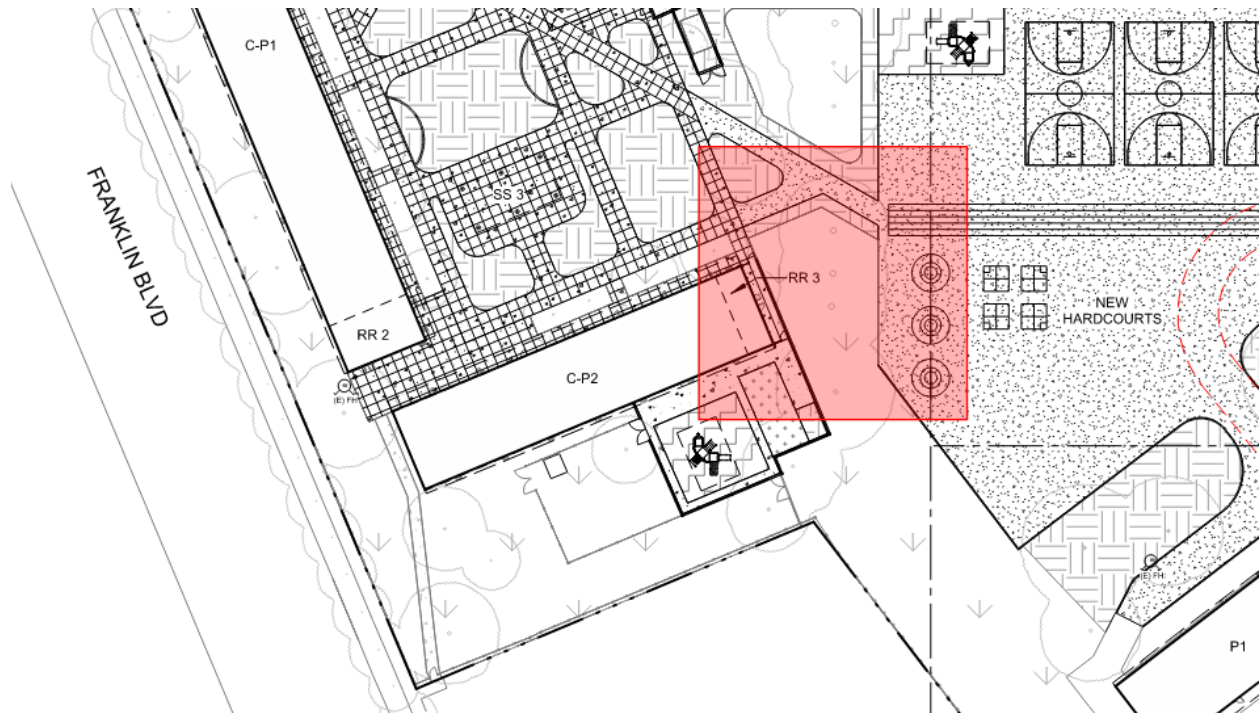 C-P1
FRANKLIN BLVD
SS 3
RR 3
NEW
HARDCOURTS
RR 2
(E) FH
C-P2
(E) FH
P1